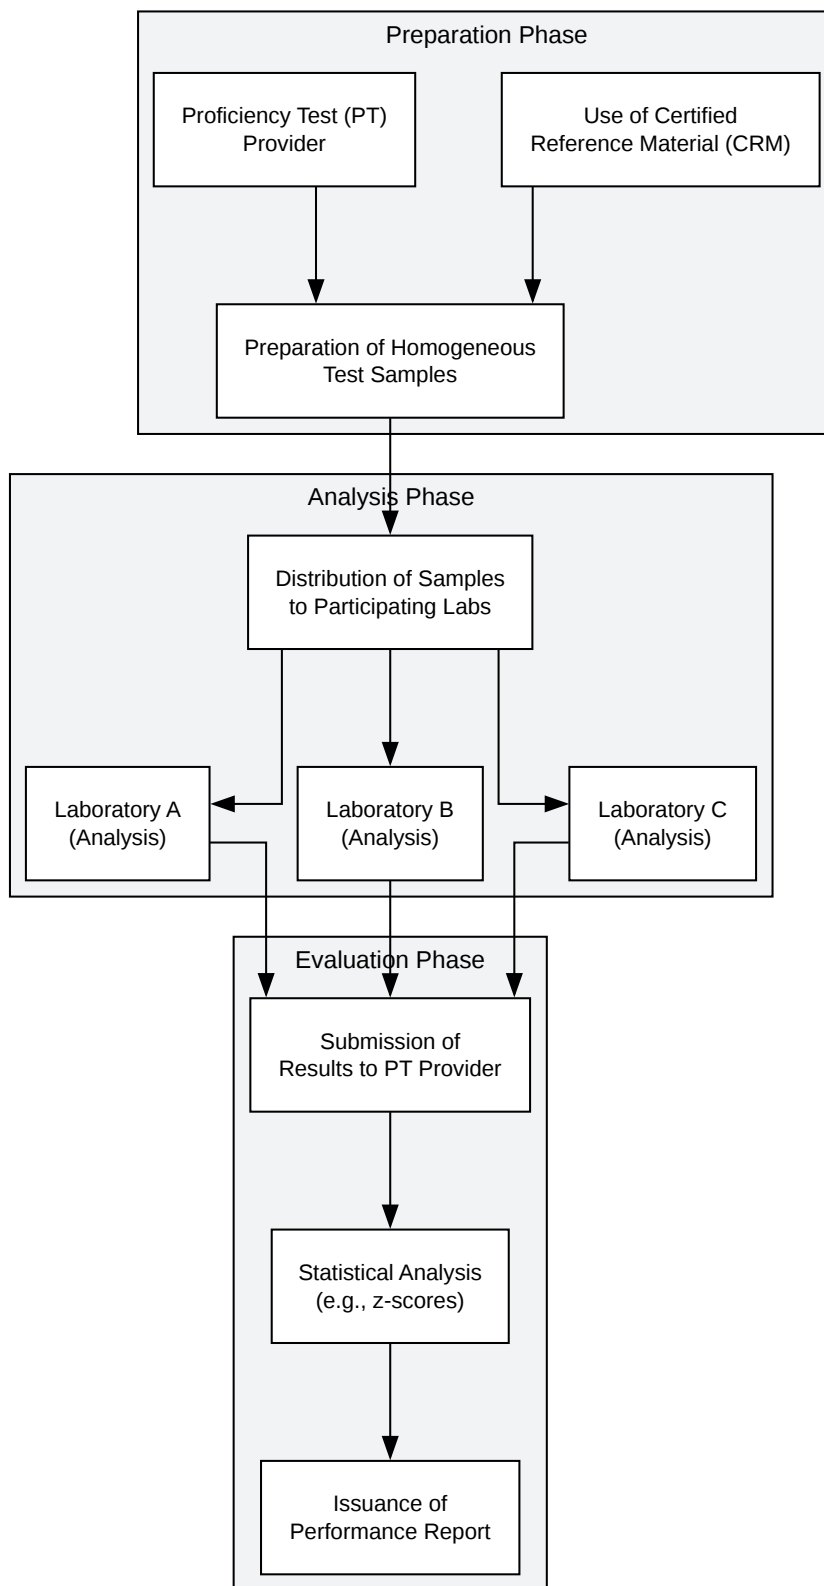 Preparation Phase
Proficiency Test (PT)
Provider
Use of Certified
Reference Material (CRM)
Preparation of Homogeneous
Test Samples
Analysis Phase
Distribution of Samples
to Participating Labs
Laboratory A
(Analysis)
Laboratory B
(Analysis)
Laboratory C
(Analysis)
Evaluation Phase
Submission of
Results to PT Provider
Statistical Analysis
(e.g., z-scores)
Issuance of
Performance Report